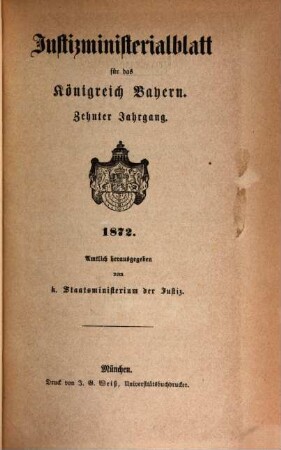 Justizministerialblatt
für das
Königreich Bayern.
Zehnter Jahrgang.
1872.
Amtlich herausgegeben
vom
k. Staatsministerium der Justiz.
München.
Druck von J. G. Weiß, Universitätsbuchdrucker.